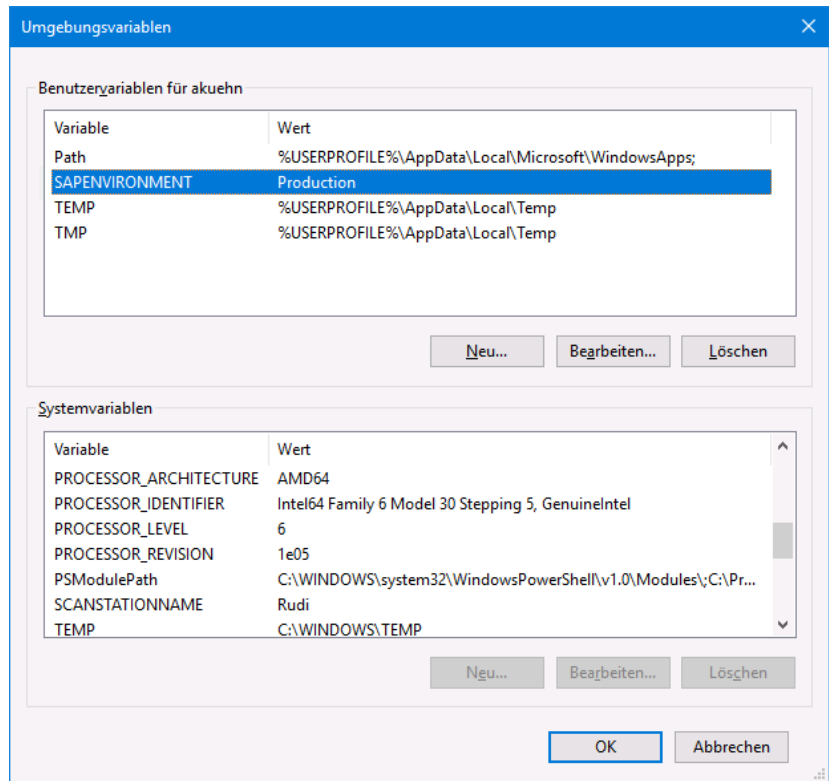 Umgebungsvariablen
Benutzervariablen für akuehn
Variable Wert
Path %USERPROFILE%\AppData\Local\Microsoft\WindowsApps;
SAPENVIRONMENT Production
TEMP %USERPROFILE%\AppData\Local\Temp
TMP %USERPROFILE%\AppData\Local\Temp
Neu... Bearbeiten... Löschen
Systemvariablen
Variable Wert
PROCESSOR_ARCHITECTURE AMD64
PROCESSOR_IDENTIFIER Intel64 Family 6 Model 30 Stepping 5, GenuineIntel
PROCESSOR_LEVEL 6
PROCESSOR_REVISION 1e05
PSModulePath C:\WINDOWS\system32\WindowsPowerShell\v1.0\Modules\;C:\Pr...
SCANSTATIONNAME Rudi
TEMP C:\WINDOWS\TEMP
Neu... Bearbeiten... Löschen
OK Abbrechen